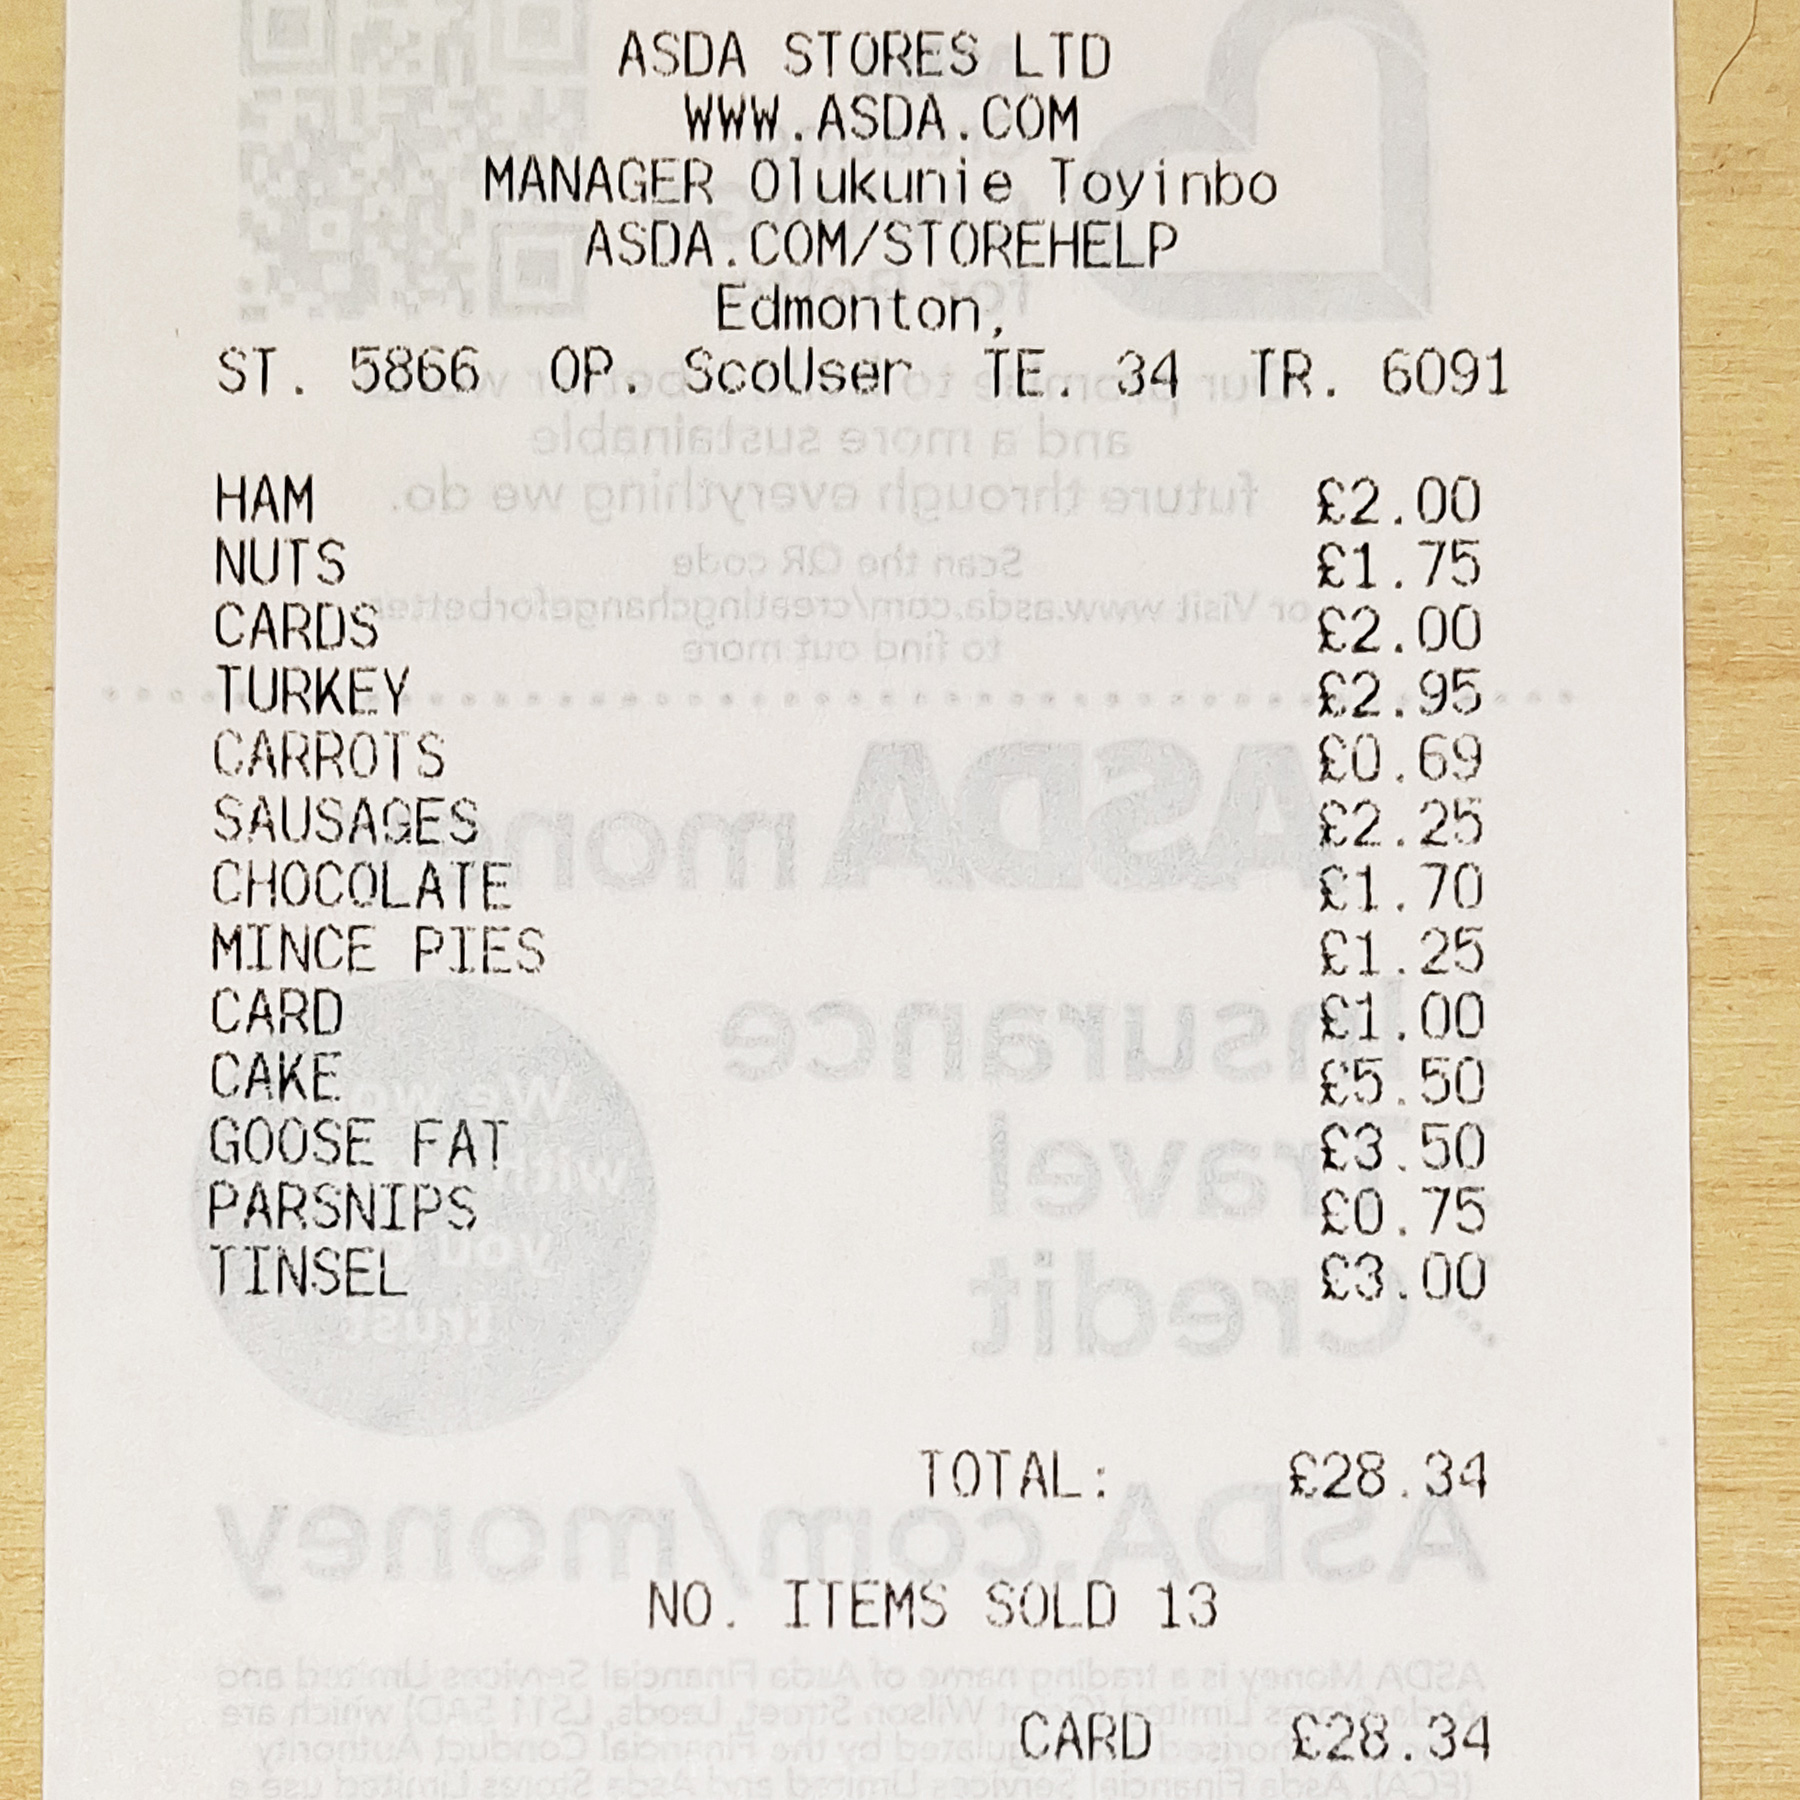 ASDA STORES LTD
WWW.ASDA.COM
MANAGER Olukunie Toyinbo
ASDA.COM/STOREHELP
Edmonton,
ST. 5866 OP. ScoUser TE. 34 TR. 6091
HAM £2.00
NUTS £1.75
CARDS £2.00
TURKEY £2.95
CARROTS £0.69
SAUSAGES £2.25
CHOCOLATE £1.70
MINCE PIES £1.25
CARD £1.00
CAKE £5.50
GOOSE FAT £3.50
PARSNIPS £0.75
TINSEL £3.00
TOTAL: £28.34
NO. ITEMS SOLD 13
CARD £28.34